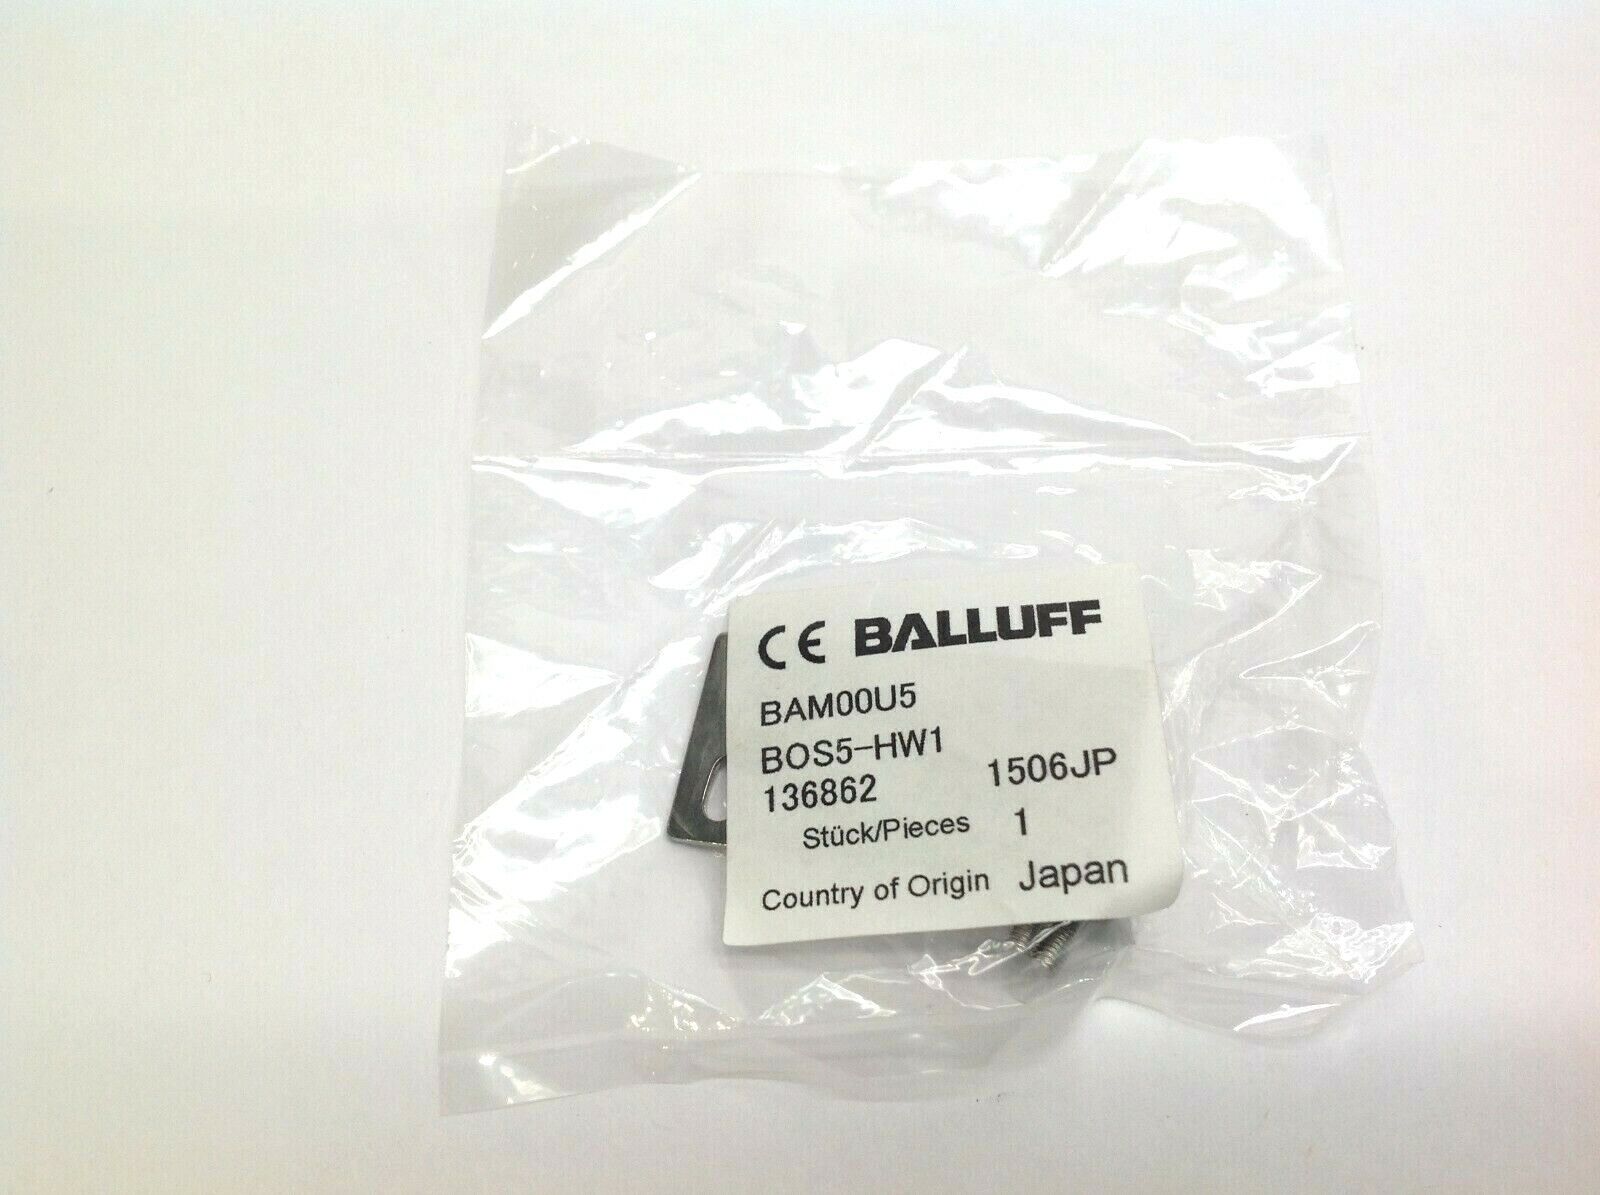 CE BALLUFF
BAM00U5
BOS5-HW1
136862 1506JP
Stück/Pieces 1
Country of Origin Japan